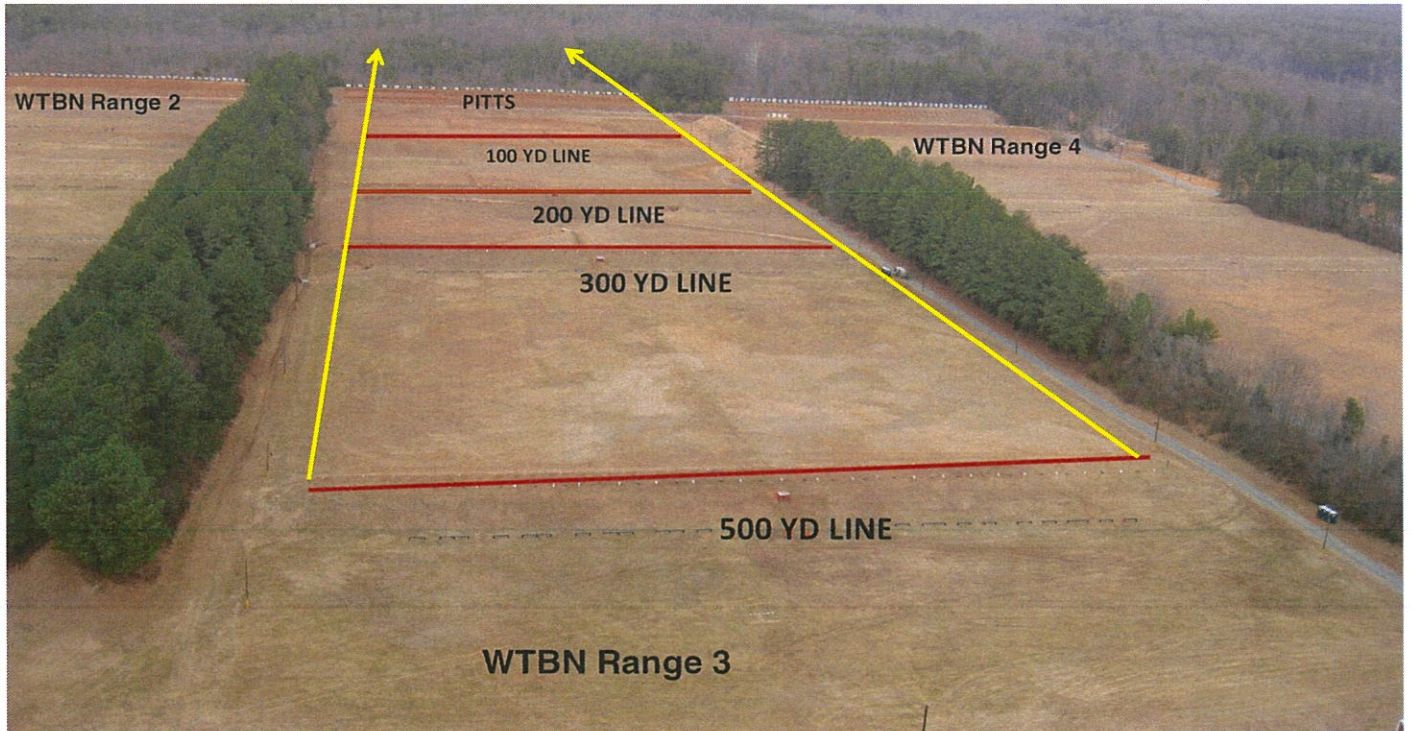 WTBN Range 2
PITTS
100 YD LINE
WTBN Range 4
200 YD LINE
300 YD LINE
500 YD LINE
WTBN Range 3